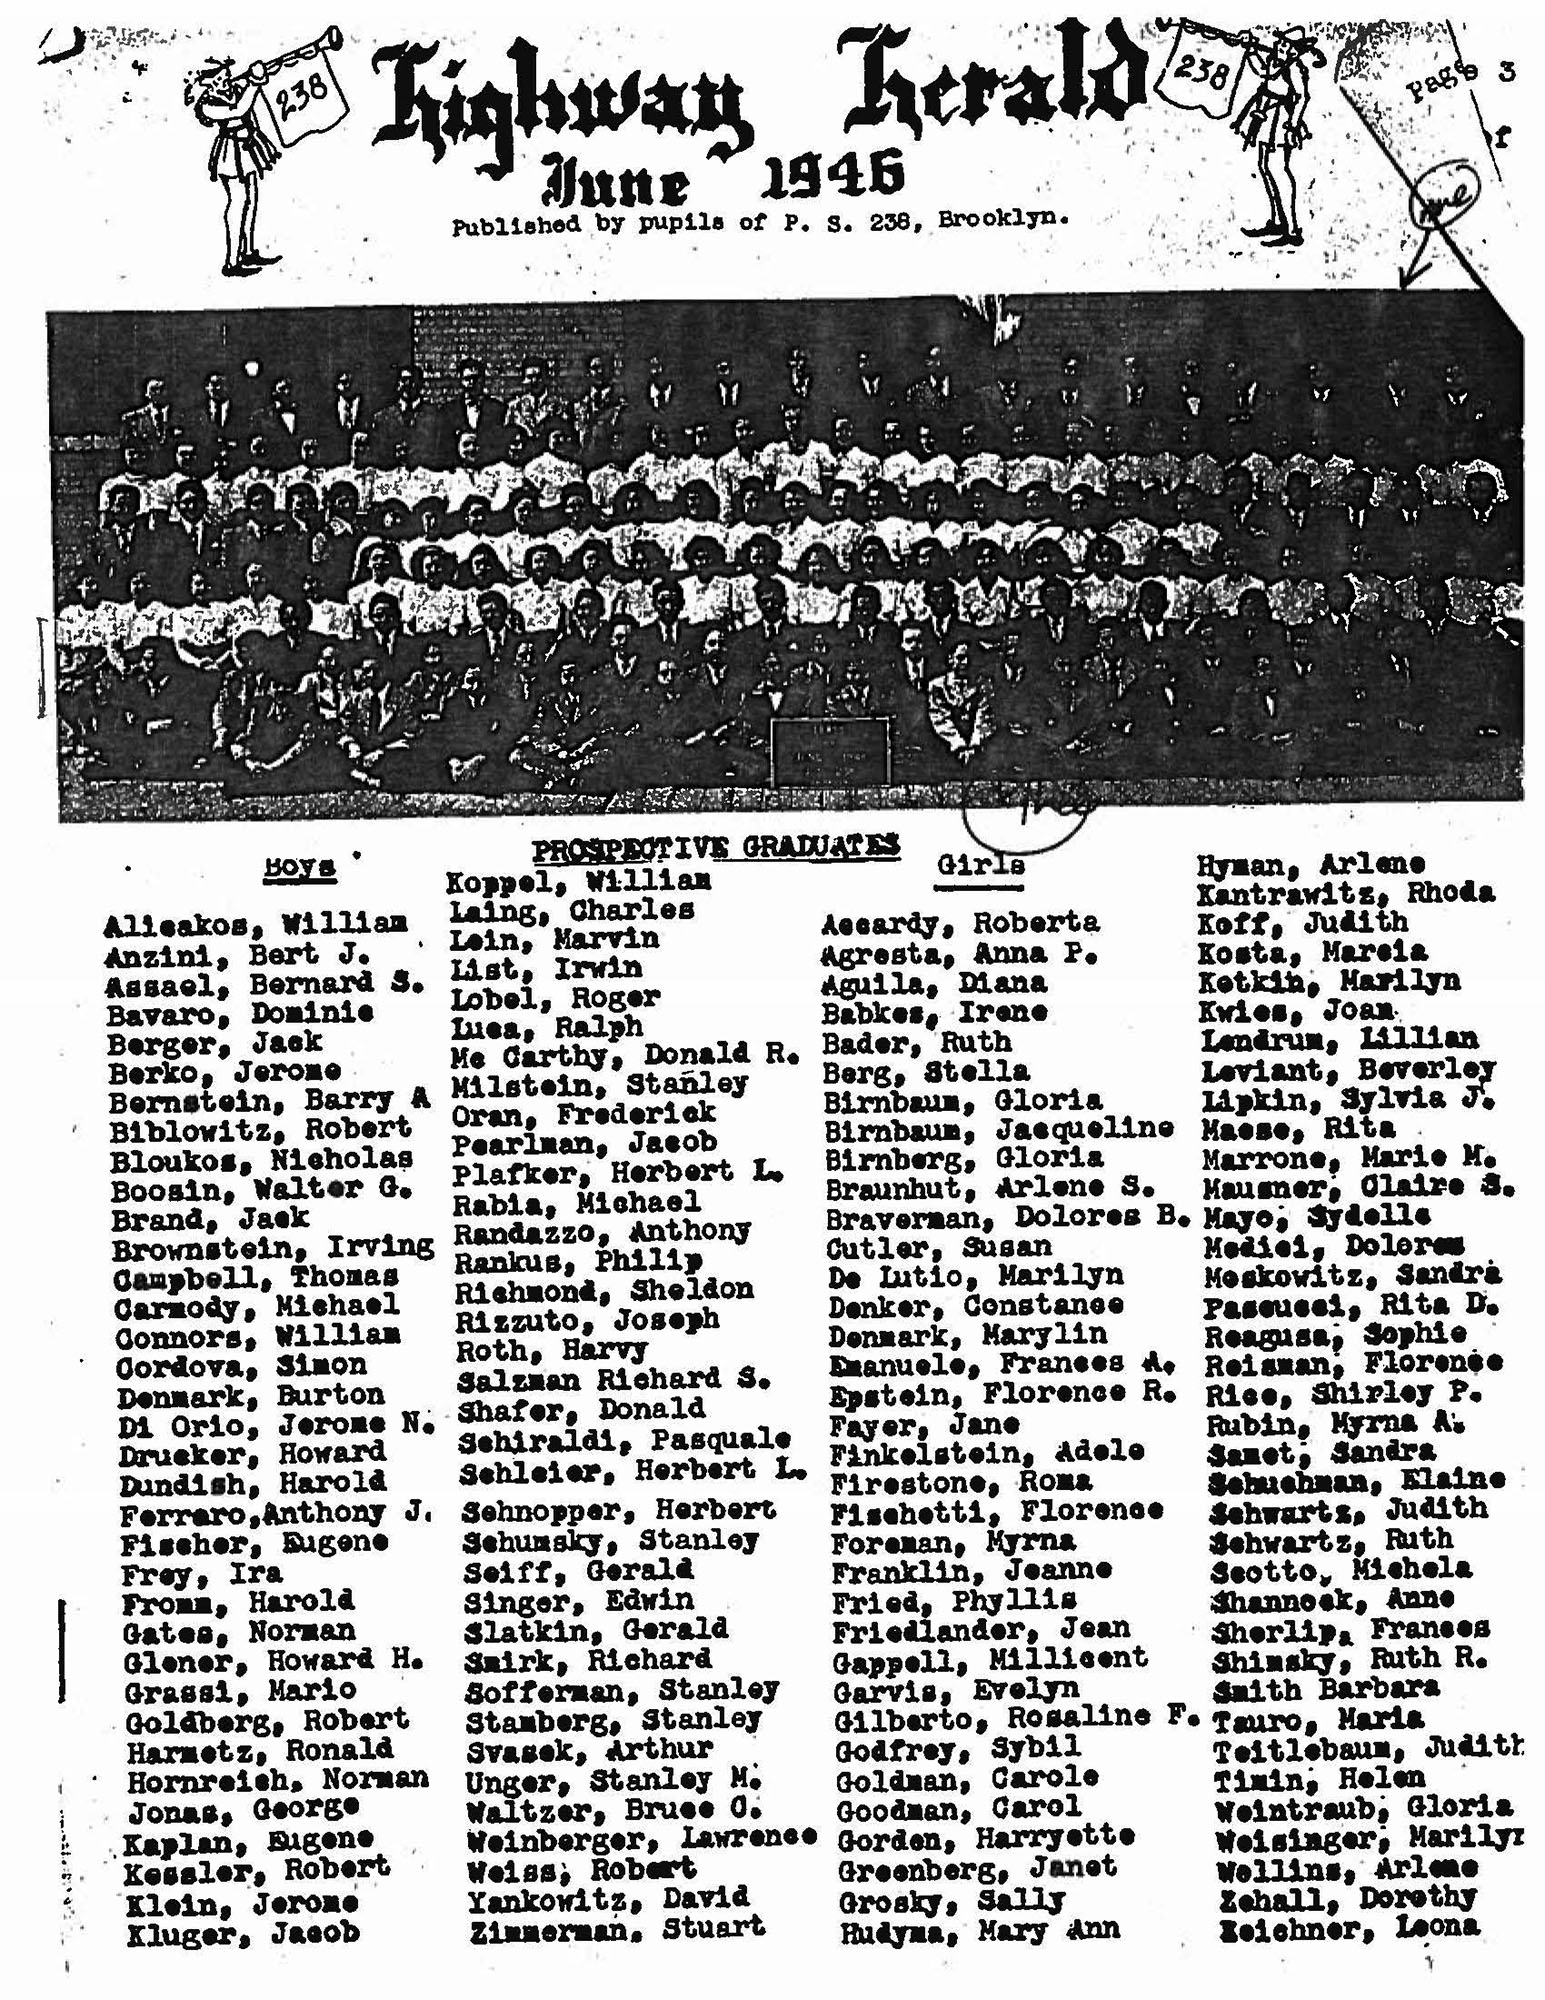 238
Highway Herald
238
Page 3
f
June 1946
Published by pupils of P. S. 238, Brooklyn.
me
PROSPECTIVE GRADUATES
Boys
Alicakos, William
Anzini, Bert J.
Assael, Bernard S.
Bavaro, Dominic
Berger, Jack
Berko, Jerome
Bernstein, Barry A
Biblowitz, Robert
Bloukos, Nicholas
Boosin, Walter G.
Brand, Jack
Brownstein, Irving
Campbell, Thomas
Carmody, Michael
Connors, William
Cordova, Simon
Denmark, Burton
Di Orio, Jerome N.
Drucker, Howard
Dundish, Harold
Ferraro,Anthony J.
Fischer, Eugene
Frey, Ira
Fromm, Harold
Gates, Norman
Glener, Howard H.
Grassi, Mario
Goldberg, Robert
Harmetz, Ronald
Hornreich, Norman
Jonas, George
Kaplan, Eugene
Kessler, Robert
Klein, Jerome
Kluger, Jacob
Koppel, William
Laing, Charles
Lein, Marvin
List, Irwin
Lobel, Roger
Luca, Ralph
Mc Carthy, Donald R.
Milstein, Stanley
Oran, Frederick
Pearlman, Jacob
Plafker, Herbert L.
Rabia, Michael
Randazzo, Anthony
Rankus, Philip
Richmond, Sheldon
Rizzuto, Joseph
Roth, Harvy
Salzman Richard S.
Shafer, Donald
Schiraldi, Pasquale
Schleier, Herbert L.
Schnopper, Herbert
Schumsky, Stanley
Seiff, Gerald
Singer, Edwin
Slatkin, Gerald
Smirk, Richard
Sofferman, Stanley
Stamberg, Stanley
Svasek, Arthur
Unger, Stanley M.
Waltzer, Bruce C.
Weinberger, Lawrence
Weiss, Robert
Yankowitz, David
Zimmerman, Stuart
Girls
Accardy, Roberta
Agresta, Anna P.
Aguila, Diana
Babkes, Irene
Bader, Ruth
Berg, Stella
Birnbaum, Gloria
Birnbaum, Jacqueline
Birnberg, Gloria
Braunhut, Arlene S.
Braverman, Dolores B.
Cutler, Susan
De Lutio, Marilyn
Denker, Constance
Denmark, Marylin
Emanuele, Frances A.
Epstein, Florence R.
Fayer, Jane
Finkelstein, Adele
Firestone, Roma
Fischetti, Florence
Foreman, Myrna
Franklin, Jeanne
Fried, Phyllis
Friedlander, Jean
Gappell, Millicent
Garvis, Evelyn
Gilberto, Rosaline F.
Godfrey, Sybil
Goldman, Carole
Goodman, Carol
Gorden, Harryette
Greenberg, Janet
Grosky, Sally
Hudyma, Mary Ann
Hyman, Arlene
Kantrawitz, Rhoda
Koff, Judith
Kosta, Marcia
Kotkin, Marilyn
Kwies, Joan
Lendrum, Lillian
Leviant, Beverley
Lipkin, Sylvia J.
Maese, Rita
Marrone, Marie M.
Mausner, Claire S.
Mayo, Sydelle
Medici, Dolores
Moskowitz, Sandra
Pascucci, Rita D.
Reagusa, Sophie
Reisman, Florence
Rice, Shirley P.
Rubin, Myrna A.
Samet, Sandra
Schuchman, Elaine
Schwartz, Judith
Schwartz, Ruth
Scotto, Michela
Shannock, Anne
Sherlip, Frances
Shimsky, Ruth R.
Smith Barbara
Tauro, Maria
Teitlebaum, Judith
Timin, Helen
Weintraub, Gloria
Weisinger, Marilyn
Wellins, Arlene
Zehall, Dorothy
Zeichner, Leona